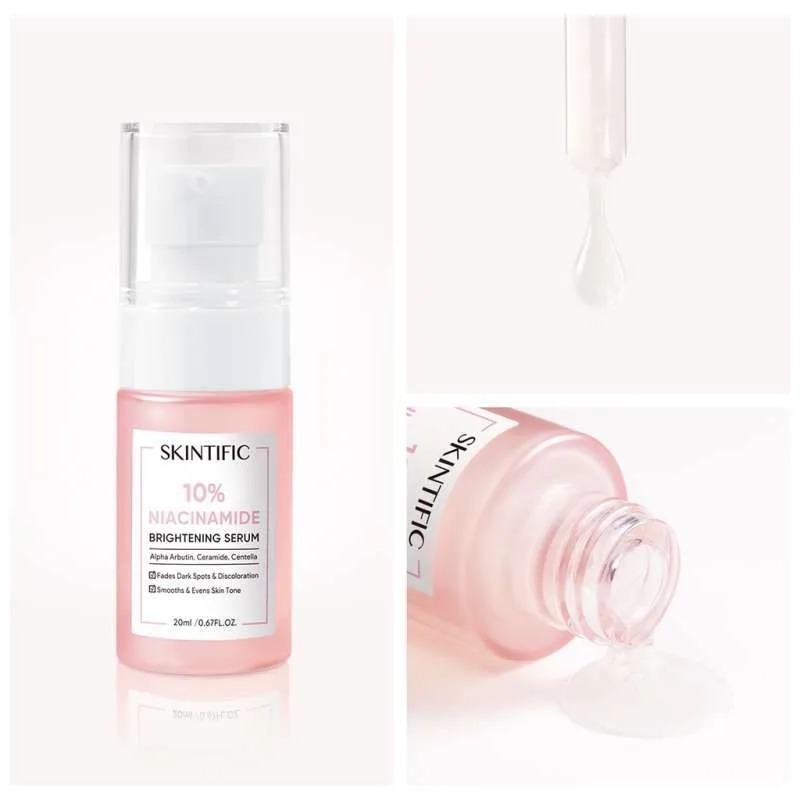 SKINTIFIC
10%
NIACINAMIDE
BRIGHTENING SERUM
Alpha Arbutin, Ceramide, Centella
Fades Dark Spots & Discoloration
Smooths & Evens Skin Tone
20ml /0.67FL.OZ.
SKINTIFIC